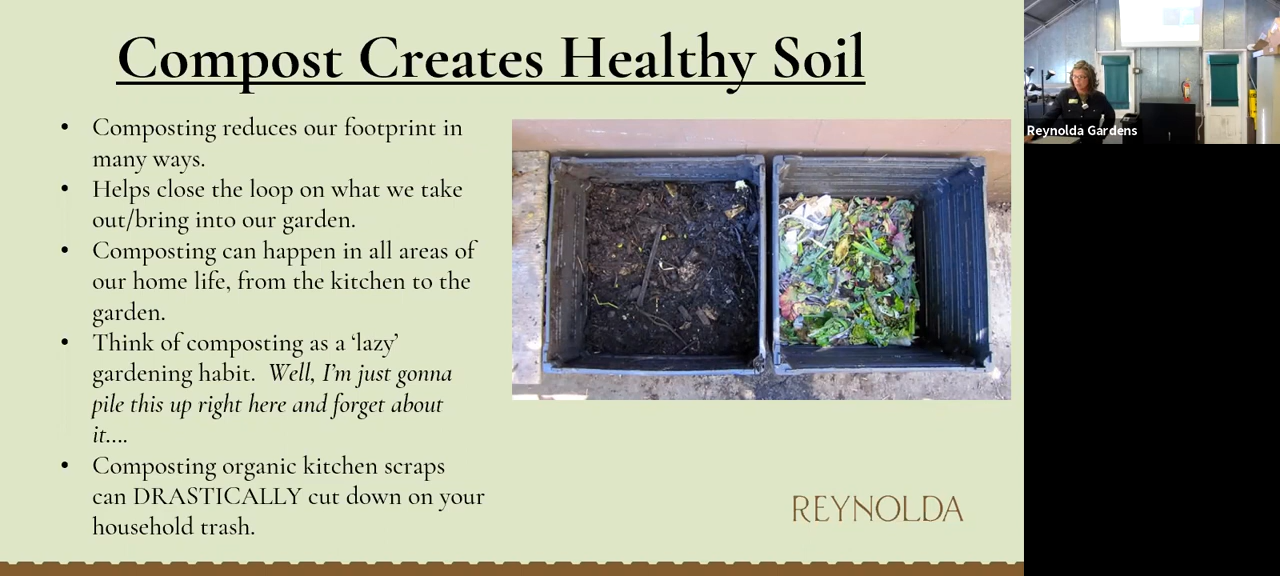 Compost Creates Healthy Soil
• Composting reduces our footprint in
many ways.
• Helps close the loop on what we take
out/bring into our garden.
• Composting can happen in all areas of
our home life, from the kitchen to the
garden.
• Think of composting as a ‘lazy’
gardening habit.  Well, I’m just gonna
pile this up right here and forget about
it….
• Composting organic kitchen scraps
can DRASTICALLY cut down on your
household trash.
REYNOLDA
Reynolda Gardens